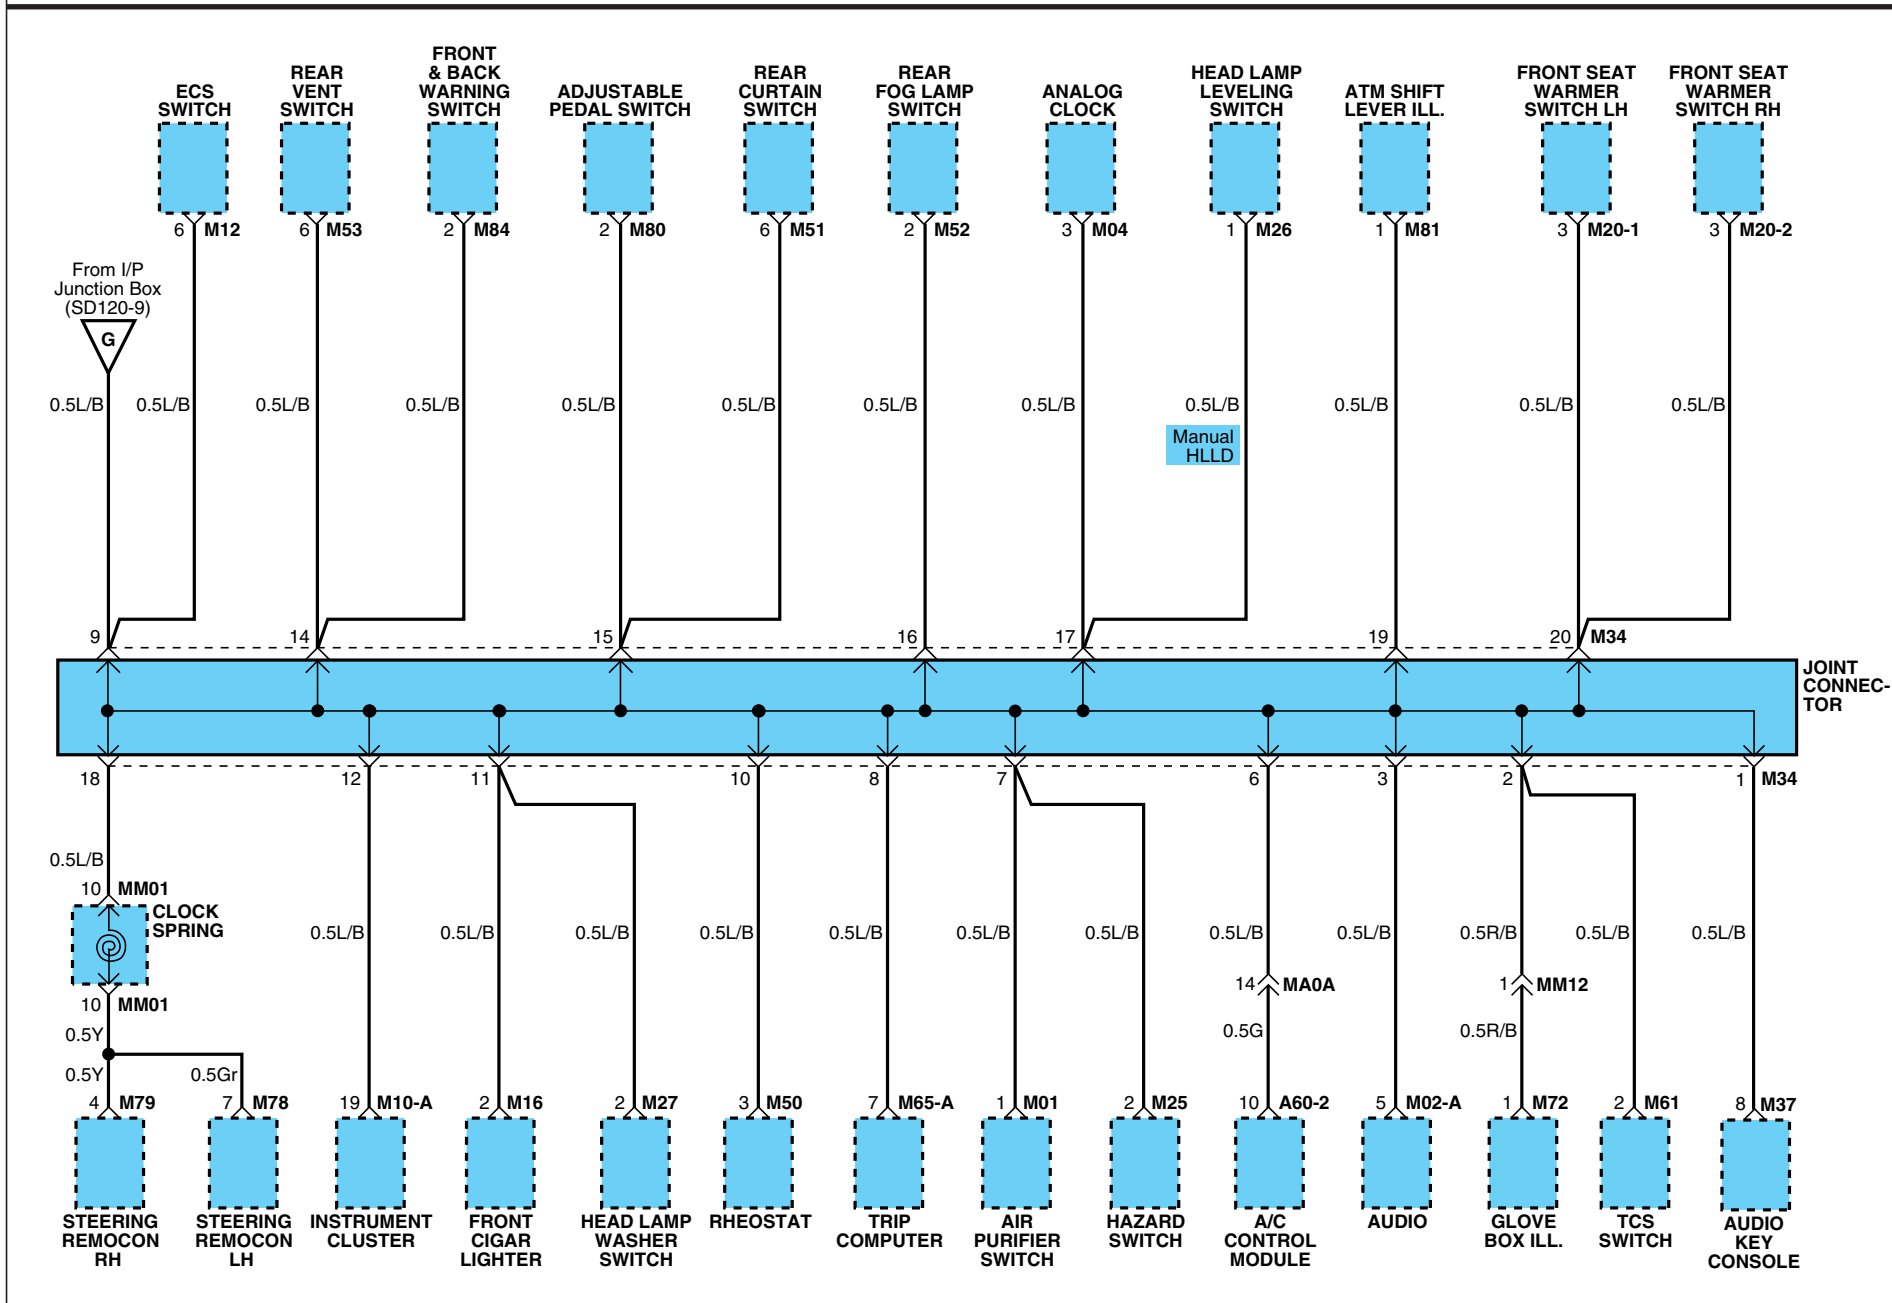 ECS
SWITCH
REAR
VENT
SWITCH
FRONT
& BACK
WARNING
SWITCH
ADJUSTABLE
PEDAL SWITCH
REAR
CURTAIN
SWITCH
REAR
FOG LAMP
SWITCH
ANALOG
CLOCK
HEAD LAMP
LEVELING
SWITCH
ATM SHIFT
LEVER ILL.
FRONT SEAT
WARMER
SWITCH LH
FRONT SEAT
WARMER
SWITCH RH
6 M12
6 M53
2 M84
2 M80
6 M51
2 M52
3 M04
1 M26
1 M81
3 M20-1
3 M20-2
From I/P
Junction Box
(SD120-9)
G
0.5L/B
0.5L/B
0.5L/B
0.5L/B
0.5L/B
0.5L/B
0.5L/B
0.5L/B
0.5L/B
0.5L/B
0.5L/B
0.5L/B
Manual
HLLD
9
14
15
16
17
19
20 M34
JOINT
CONNEC-
TOR
18
12
11
10
8
7
6
3
2
1 M34
0.5L/B
10 MM01
CLOCK
SPRING
10 MM01
0.5Y
0.5Y
0.5Gr
0.5L/B
0.5L/B
0.5L/B
0.5L/B
0.5L/B
0.5L/B
0.5L/B
0.5L/B
0.5L/B
0.5R/B
0.5L/B
0.5L/B
14 MA0A
1 MM12
0.5G
0.5R/B
4 M79
7 M78
19 M10-A
2 M16
2 M27
3 M50
7 M65-A
1 M01
2 M25
10 A60-2
5 M02-A
1 M72
2 M61
8 M37
STEERING
REMOCON
RH
STEERING
REMOCON
LH
INSTRUMENT
CLUSTER
FRONT
CIGAR
LIGHTER
HEAD LAMP
WASHER
SWITCH
RHEOSTAT
TRIP
COMPUTER
AIR
PURIFIER
SWITCH
HAZARD
SWITCH
A/C
CONTROL
MODULE
AUDIO
GLOVE
BOX ILL.
TCS
SWITCH
AUDIO
KEY
CONSOLE